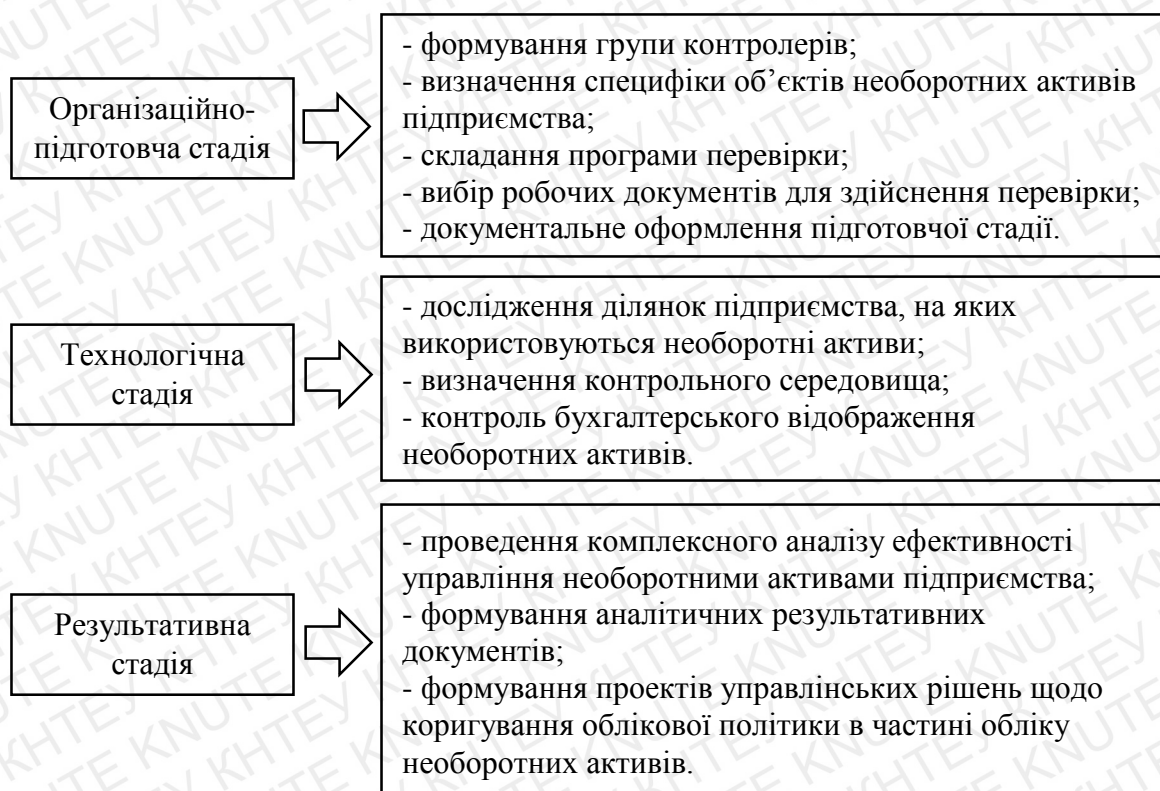 Організаційно-
підготовча стадія
- формування групи контролерів;
- визначення специфіки об’єктів необоротних активів
підприємства;
- складання програми перевірки;
- вибір робочих документів для здійснення перевірки;
- документальне оформлення підготовчої стадії.
Технологічна
стадія
- дослідження ділянок підприємства, на яких
використовуються необоротні активи;
- визначення контрольного середовища;
- контроль бухгалтерського відображення
необоротних активів.
Результативна
стадія
- проведення комплексного аналізу ефективності
управління необоротними активами підприємства;
- формування аналітичних результативних
документів;
- формування проектів управлінських рішень щодо
коригування облікової політики в частині обліку
необоротних активів.